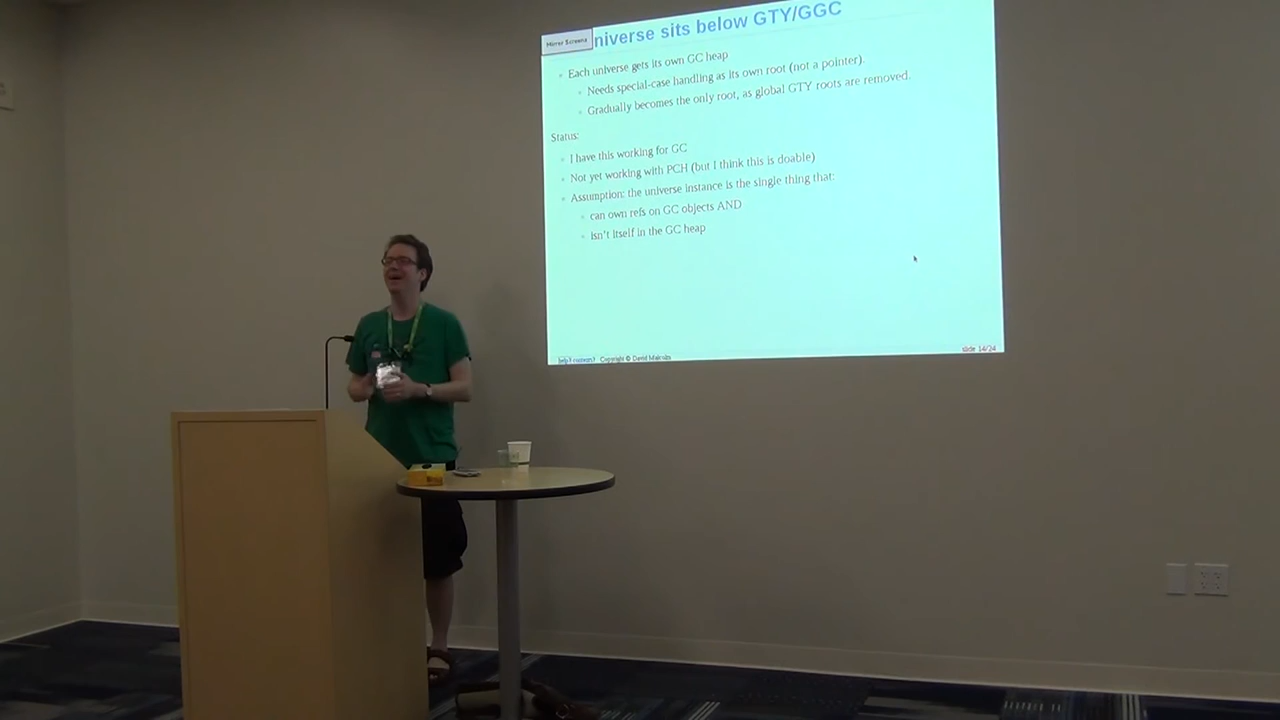 Mirror Screens
niverse sits below GTY/GGC
Each universe gets its own GC heap
Needs special-case handling as its own root (not a pointer).
Gradually becomes the only root, as global GTY roots are removed.
Status:
I have this working for GC
Not yet working with PCH (but I think this is doable)
Assumption: the universe instance is the single thing that:
can own refs on GC objects AND
isn't itself in the GC heap
Copyright © David Malcolm
slide 14/24